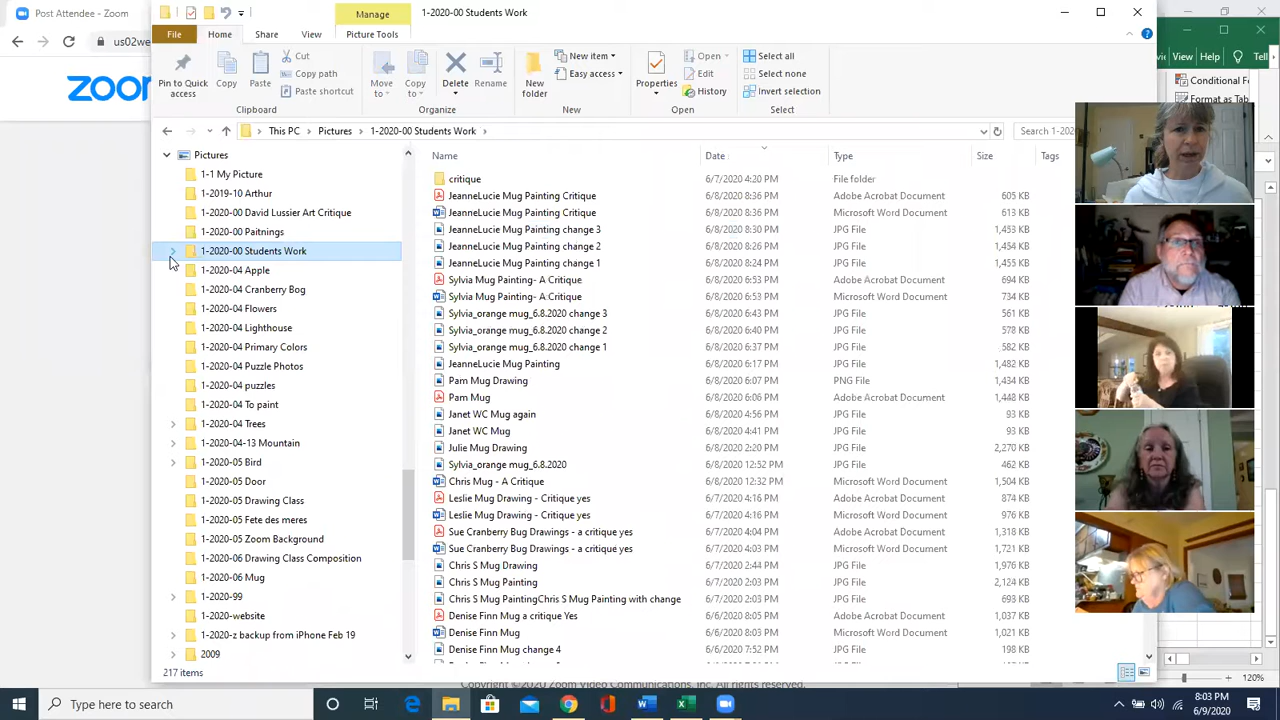 Post Attendee -
Manage
1-2020-00 Students Work
File
Home
Share
View
Picture Tools
us02we
zoom
Pin to Quick access
Copy
Paste
Cut
Copy path
Paste shortcut
Clipboard
Move to
Copy to
Delete
Rename
Organize
New folder
New item
Easy access
New
Properties
Open
Edit
History
Open
Select all
Select none
Invert selection
Select
View
Tell
Conditional F
Format as Tab
This PC > Pictures > 1-2020-00 Students Work >
Search 1-202
Pictures
1-1 My Picture
1-2019-10 Arthur
1-2020-00 David Lussier Art Critique
1-2020-00 Paitnings
1-2020-00 Students Work
1-2020-04 Apple
1-2020-04 Cranberry Bog
1-2020-04 Flowers
1-2020-04 Lighthouse
1-2020-04 Primary Colors
1-2020-04 Puzzle Photos
1-2020-04 puzzles
1-2020-04 To paint
1-2020-04 Trees
1-2020-04-13 Mountain
1-2020-05 Bird
1-2020-05 Door
1-2020-05 Drawing Class
1-2020-05 Fete des meres
1-2020-05 Zoom Background
1-2020-06 Drawing Class Composition
1-2020-06 Mug
1-2020-99
1-2020-website
1-2020-z backup from iPhone Feb 19
2009
217 items
Name Date Type Size Tags
critique 6/7/2020 4:20 PM File folder
JeanneLucie Mug Painting Critique 6/8/2020 8:36 PM Adobe Acrobat Document 605 KB
JeanneLucie Mug Painting Critique 6/8/2020 8:36 PM Microsoft Word Document 613 KB
JeanneLucie Mug Painting change 3 6/8/2020 8:30 PM JPG File 1,453 KB
JeanneLucie Mug Painting change 2 6/8/2020 8:26 PM JPG File 1,454 KB
JeanneLucie Mug Painting change 1 6/8/2020 8:24 PM JPG File 1,455 KB
Sylvia Mug Painting- A Critique 6/8/2020 6:53 PM Adobe Acrobat Document 694 KB
Sylvia Mug Painting- A Critique 6/8/2020 6:53 PM Microsoft Word Document 734 KB
Sylvia_orange mug_6.8.2020 change 3 6/8/2020 6:43 PM JPG File 561 KB
Sylvia_orange mug_6.8.2020 change 2 6/8/2020 6:40 PM JPG File 578 KB
Sylvia_orange mug_6.8.2020 change 1 6/8/2020 6:37 PM JPG File 582 KB
JeanneLucie Mug Painting 6/8/2020 6:17 PM JPG File 1,482 KB
Pam Mug Drawing 6/8/2020 6:07 PM PNG File 1,434 KB
Pam Mug 6/8/2020 6:06 PM Adobe Acrobat Document 1,448 KB
Janet WC Mug again 6/8/2020 4:56 PM JPG File 93 KB
Janet WC Mug 6/8/2020 4:41 PM JPG File 93 KB
Julie Mug Drawing 6/8/2020 2:20 PM JPG File 2,270 KB
Sylvia_orange mug_6.8.2020 6/8/2020 12:52 PM JPG File 462 KB
Chris Mug - A Critique 6/8/2020 12:32 PM Microsoft Word Document 1,504 KB
Leslie Mug Drawing - Critique yes 6/7/2020 4:16 PM Adobe Acrobat Document 874 KB
Leslie Mug Drawing - Critique yes 6/7/2020 4:16 PM Microsoft Word Document 976 KB
Sue Cranberry Bug Drawings - a critique yes 6/7/2020 4:04 PM Adobe Acrobat Document 1,318 KB
Sue Cranberry Bug Drawings - a critique yes 6/7/2020 4:03 PM Microsoft Word Document 1,721 KB
Chris S Mug Drawing 6/7/2020 2:44 PM JPG File 1,976 KB
Chris S Mug Painting 6/7/2020 2:03 PM JPG File 2,124 KB
Chris S Mug PaintingChris S Mug Painting with change 6/7/2020 2:03 PM JPG File 693 KB
Denise Finn Mug a critique Yes 6/6/2020 8:05 PM Adobe Acrobat Document 1,037 KB
Denise Finn Mug 6/6/2020 8:03 PM Microsoft Word Document 1,021 KB
Denise Finn Mug change 4 6/6/2020 7:52 PM JPG File 198 KB
Copyright ©2020 Zoom Video Communications, Inc. All rights reserved.
120%
Type here to search
8:03 PM
6/9/2020